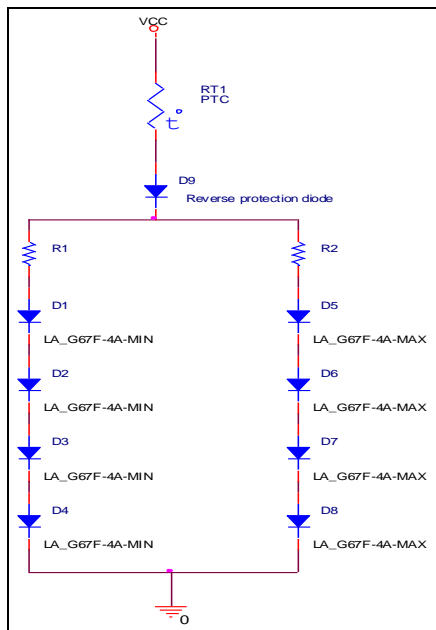 VCC
RT1
PTC
t°
D9
Reverse protection diode
R1
R2
D1
LA_G67F-4A-MIN
D5
LA_G67F-4A-MAX
D2
LA_G67F-4A-MIN
D6
LA_G67F-4A-MAX
D3
LA_G67F-4A-MIN
D7
LA_G67F-4A-MAX
D4
LA_G67F-4A-MIN
D8
LA_G67F-4A-MAX
0